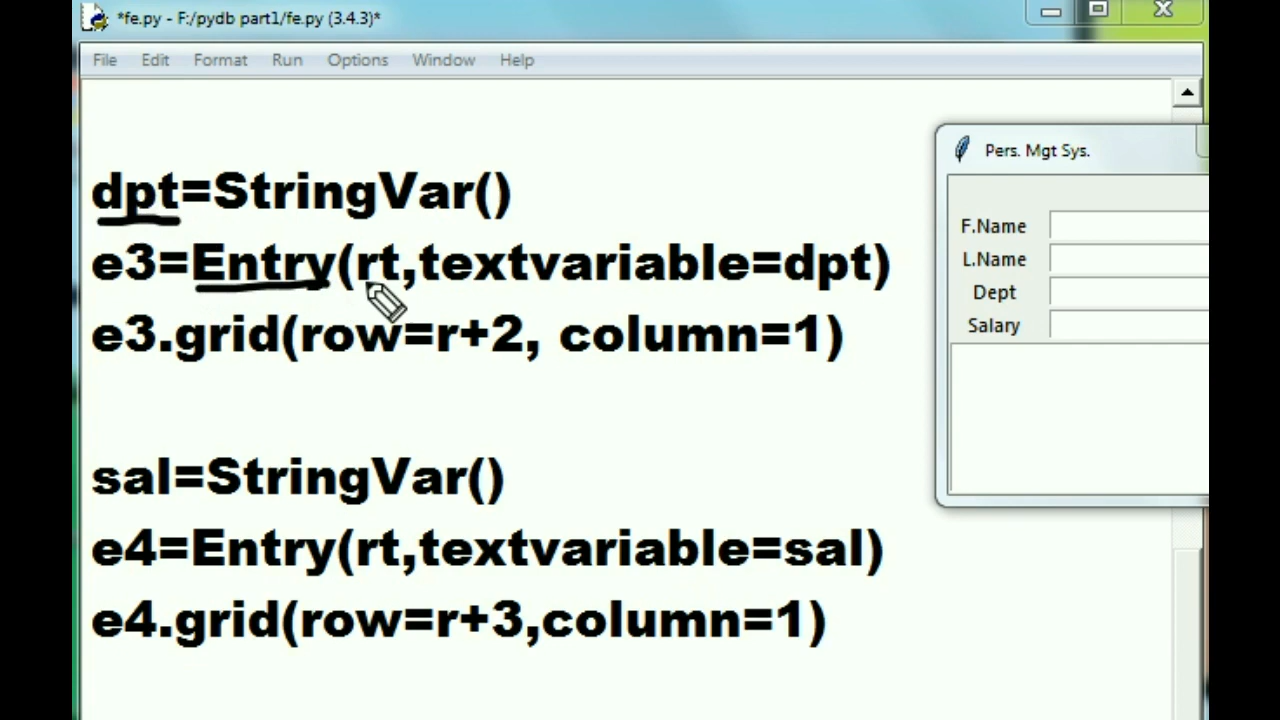 *fe.py - F:/pydb part1/fe.py (3.4.3)*
File Edit Format Run Options Window Help
dpt=StringVar()
e3=Entry(rt,textvariable=dpt)
e3.grid(row=r+2, column=1)
sal=StringVar()
e4=Entry(rt,textvariable=sal)
e4.grid(row=r+3,column=1)
Pers. Mgt Sys.
F.Name
L.Name
Dept
Salary